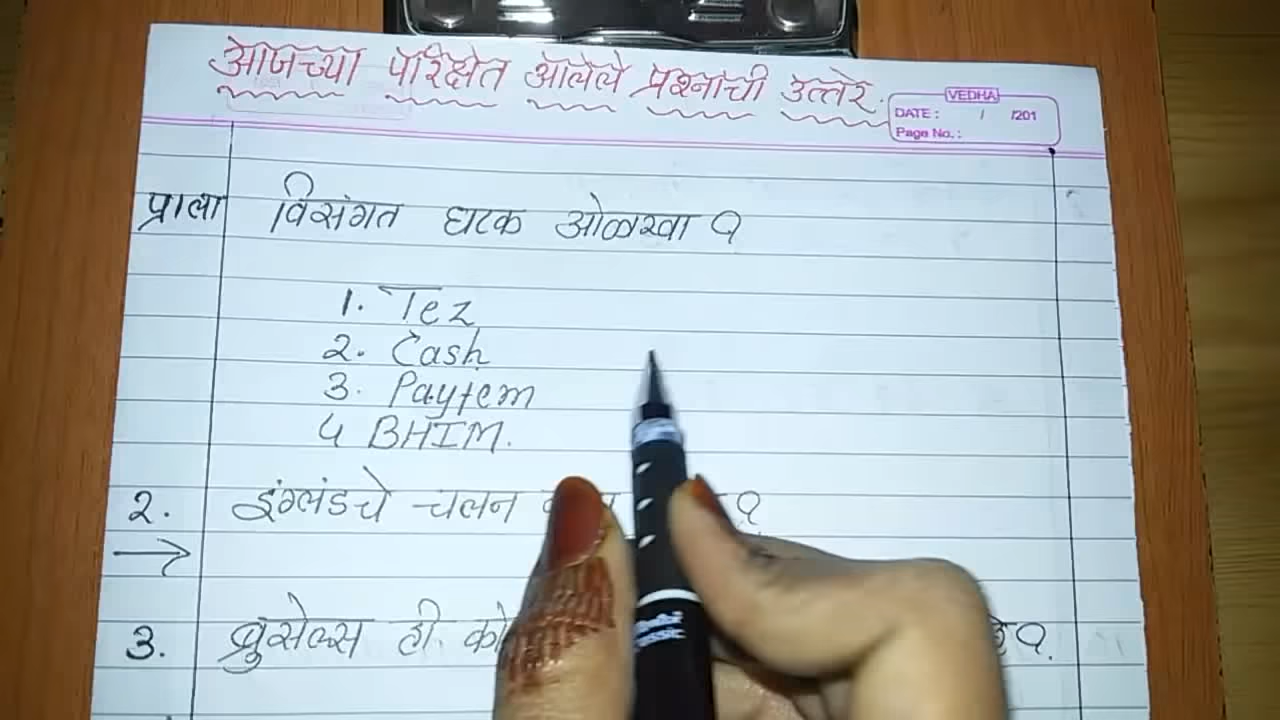 आजच्या परिक्षेत आलेले प्रश्नाची उत्तरे.
VEDHA
DATE : / /201
Page No. :
प्राला विसंगत घटक ओळखा ?
1. Tez
2. Cash
3. Paytem
4 BHIM.
2. इंग्लंडचे चलन ?
3. ब्रुसेल्स ही. को